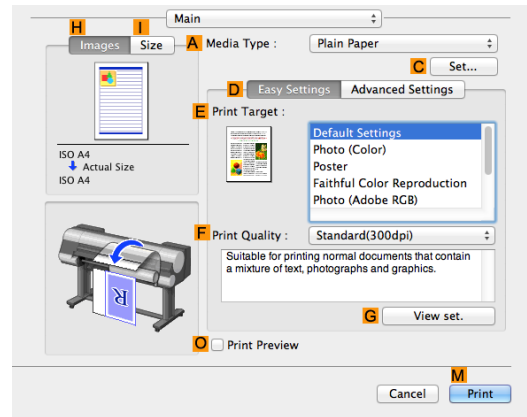 Main
H
I
Images
Size
A
Media Type :
Plain Paper
C
Set...
D
Easy Settings
Advanced Settings
E
Print Target :
Default Settings
Photo (Color)
Poster
Faithful Color Reproduction
Photo (Adobe RGB)
ISO A4
Actual Size
ISO A4
F
Print Quality :
Standard(300dpi)
Suitable for printing normal documents that contain
a mixture of text, photographs and graphics.
R
G
View set.
O
Print Preview
M
Cancel
Print